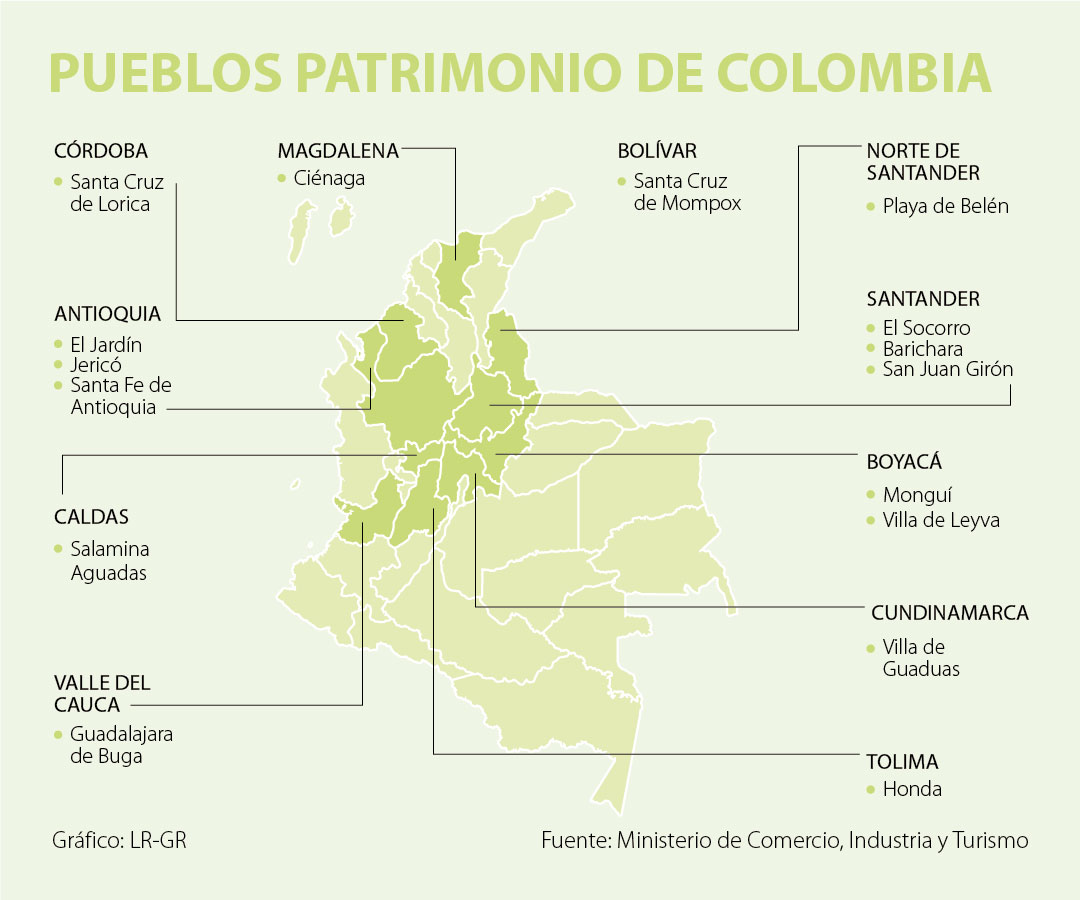 PUEBLOS PATRIMONIO DE COLOMBIA
CÓRDOBA
• Santa Cruz
de Lorica
MAGDALENA
• Ciénaga
BOLÍVAR
• Santa Cruz
de Mompox
NORTE DE
SANTANDER
• Playa de Belén
ANTIOQUIA
• El Jardín
• Jericó
• Santa Fe de
Antioquia
SANTANDER
• El Socorro
• Barichara
• San Juan Girón
CALDAS
• Salamina
Aguadas
BOYACÁ
• Monguí
• Villa de Leyva
CUNDINAMARCA
• Villa de
Guaduas
VALLE DEL
CAUCA
• Guadalajara
de Buga
TOLIMA
• Honda
Gráfico: LR-GR
Fuente: Ministerio de Comercio, Industria y Turismo